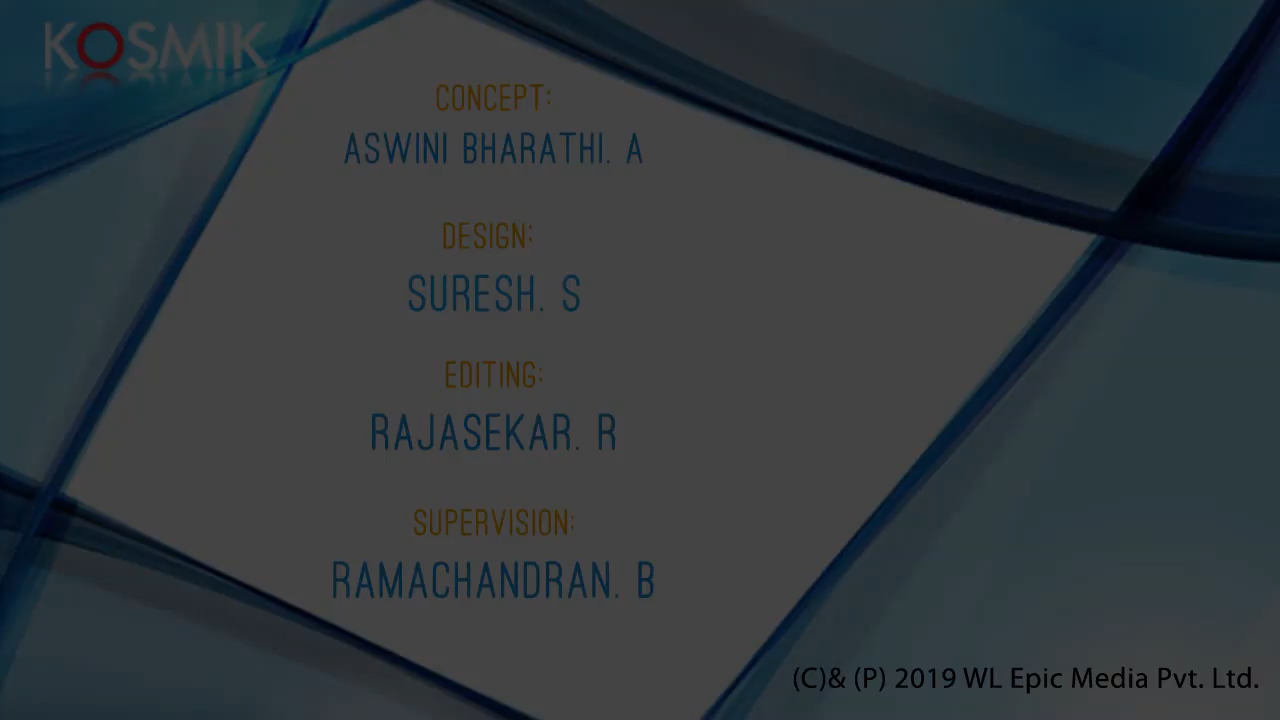 KOSMIK
CONCEPT:
ASWINI BHARATHI. A
DESIGN:
SURESH. S
EDITING:
RAJASEKAR. R
SUPERVISION:
RAMACHANDRAN. B
(C)& (P) 2019 WL Epic Media Pvt. Ltd.